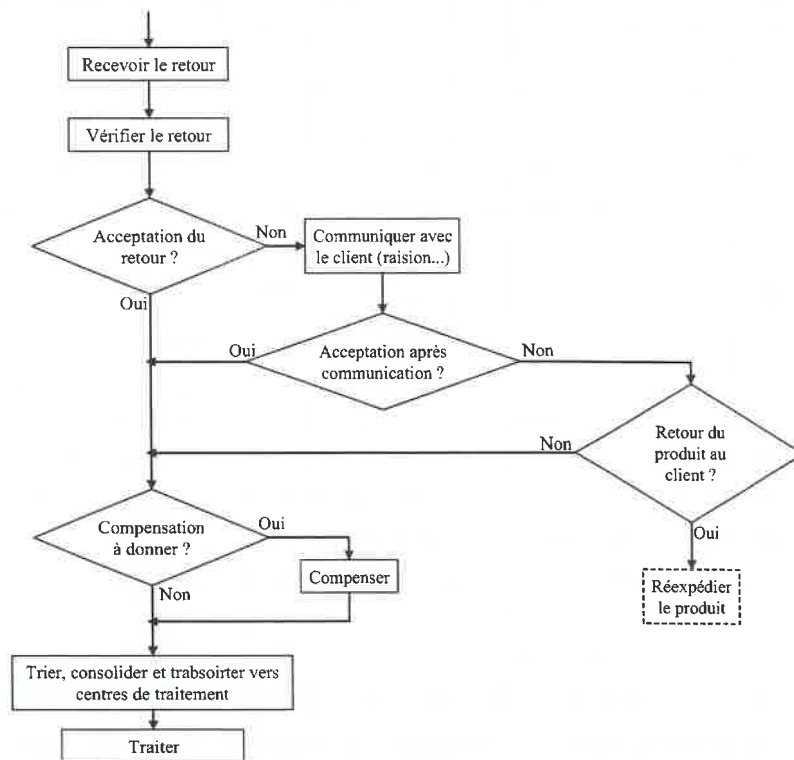 Recevoir le retour
Vérifier le retour
Acceptation du
retour ?
Non
Communiquer avec
le client (raision...)
Oui
Oui
Acceptation après
communication ?
Non
Non
Retour du
produit au
client ?
Compensation
à donner ?
Oui
Oui
Compenser
Réexpédier
le produit
Non
Trier, consolider et trabsoirter vers
centres de traitement
Traiter